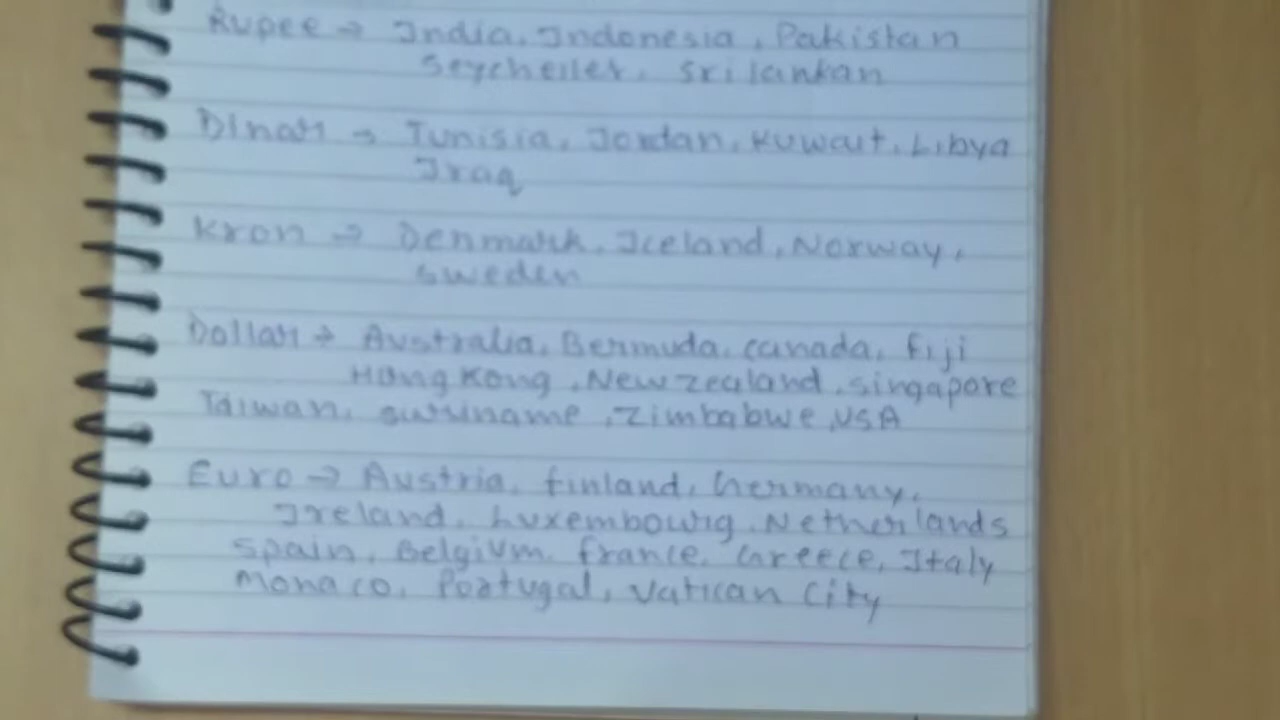 Rupee → India, Indonesia, Pakistan
Seychelles, Srilankan
Dinar → Tunisia, Jordan, Kuwait, Libya
Iraq
Kron → Denmark, Iceland, Norway,
Sweden
Dollar → Australia, Bermuda, Canada, Fiji
Hong Kong, New zealand, singapore
Taiwan, suriname, Zimbabwe, USA
Euro → Austria, finland, Germany,
Ireland, Luxembourg, Netherlands
Spain, Belgium, france, Greece, Italy
Monaco, Portugal, Vatican City